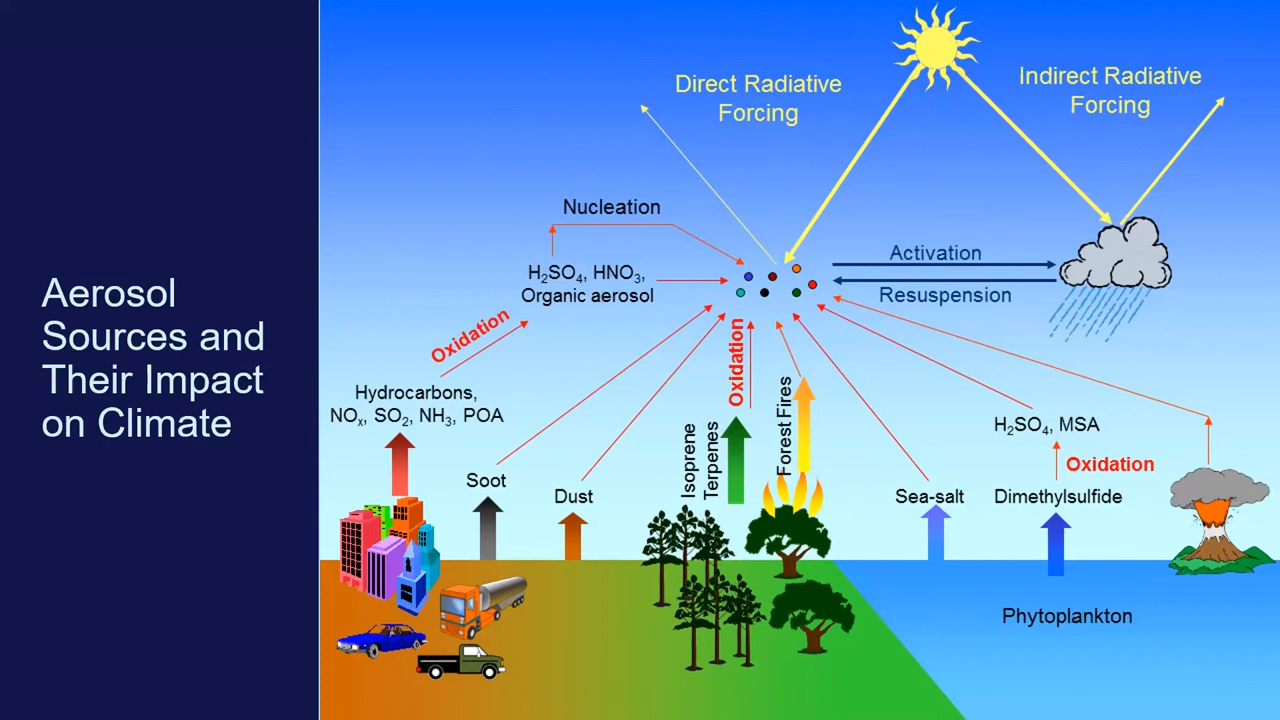 Aerosol
Sources and
Their Impact
on Climate
Direct Radiative
Forcing
Indirect Radiative
Forcing
Nucleation
H₂SO₄, HNO₃,
Organic aerosol
Activation
Resuspension
Oxidation
Hydrocarbons,
NOₓ, SO₂, NH₃, POA
Oxidation
Isoprene
Terpenes
Forest Fires
H₂SO₄, MSA
Oxidation
Soot
Dust
Sea-salt
Dimethylsulfide
Phytoplankton